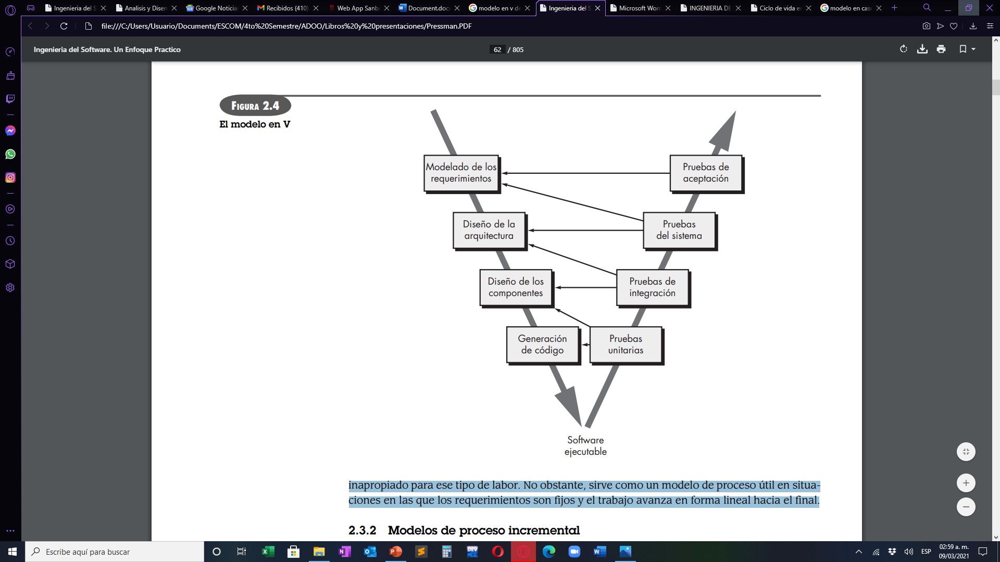 Ingenieria del S
Analisis y Diser
Google Noticia
Recibidos (410)
Web App Sanb
Document.doc
modelo en v de
Ingenieria del S
Microsoft Word
INGENIERIA DE
Ciclo de vida e
modelo en casc
file:///C:/Users/Usuario/Documents/ESCOM/4to%20Semestre/ADOO/Libros%20y%20presentaciones/Pressman.PDF
Ingenieria del Software. Un Enfoque Practico
62 / 805
FIGURA 2.4
El modelo en V
Modelado de los
requerimientos
Pruebas de
aceptación
Diseño de la
arquitectura
Pruebas
del sistema
Diseño de los
componentes
Pruebas de
integración
Generación
de código
Pruebas
unitarias
Software
ejecutable
inapropiado para ese tipo de labor. No obstante, sirve como un modelo de proceso útil en situa-
ciones en las que los requerimientos son fijos y el trabajo avanza en forma lineal hacia el final.
2.3.2 Modelos de proceso incremental
Escribe aquí para buscar
DEV
ESP
02:59 a. m.
09/03/2021